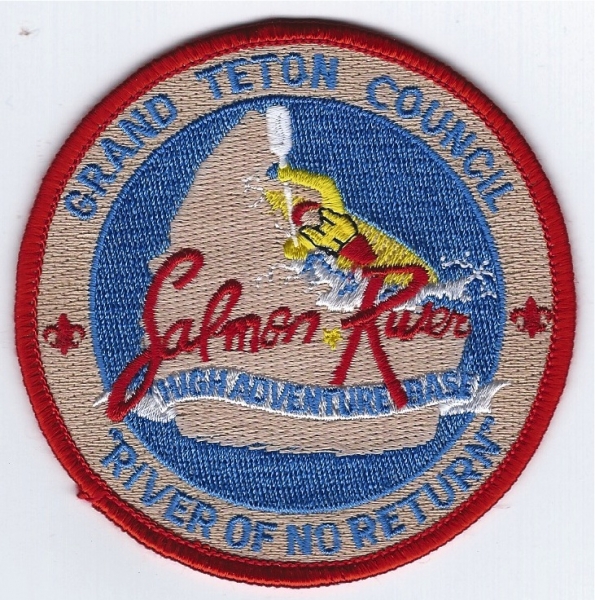 GRAND TETON COUNCIL
Salmon River
HIGH ADVENTURE BASE
"RIVER OF NO RETURN"